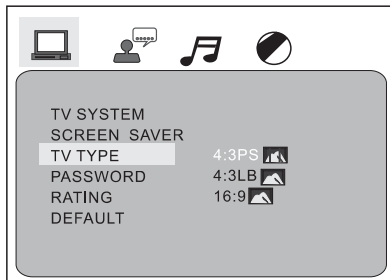 TV SYSTEM
SCREEN SAVER
TV TYPE 4:3PS
PASSWORD 4:3LB
RATING 16:9
DEFAULT